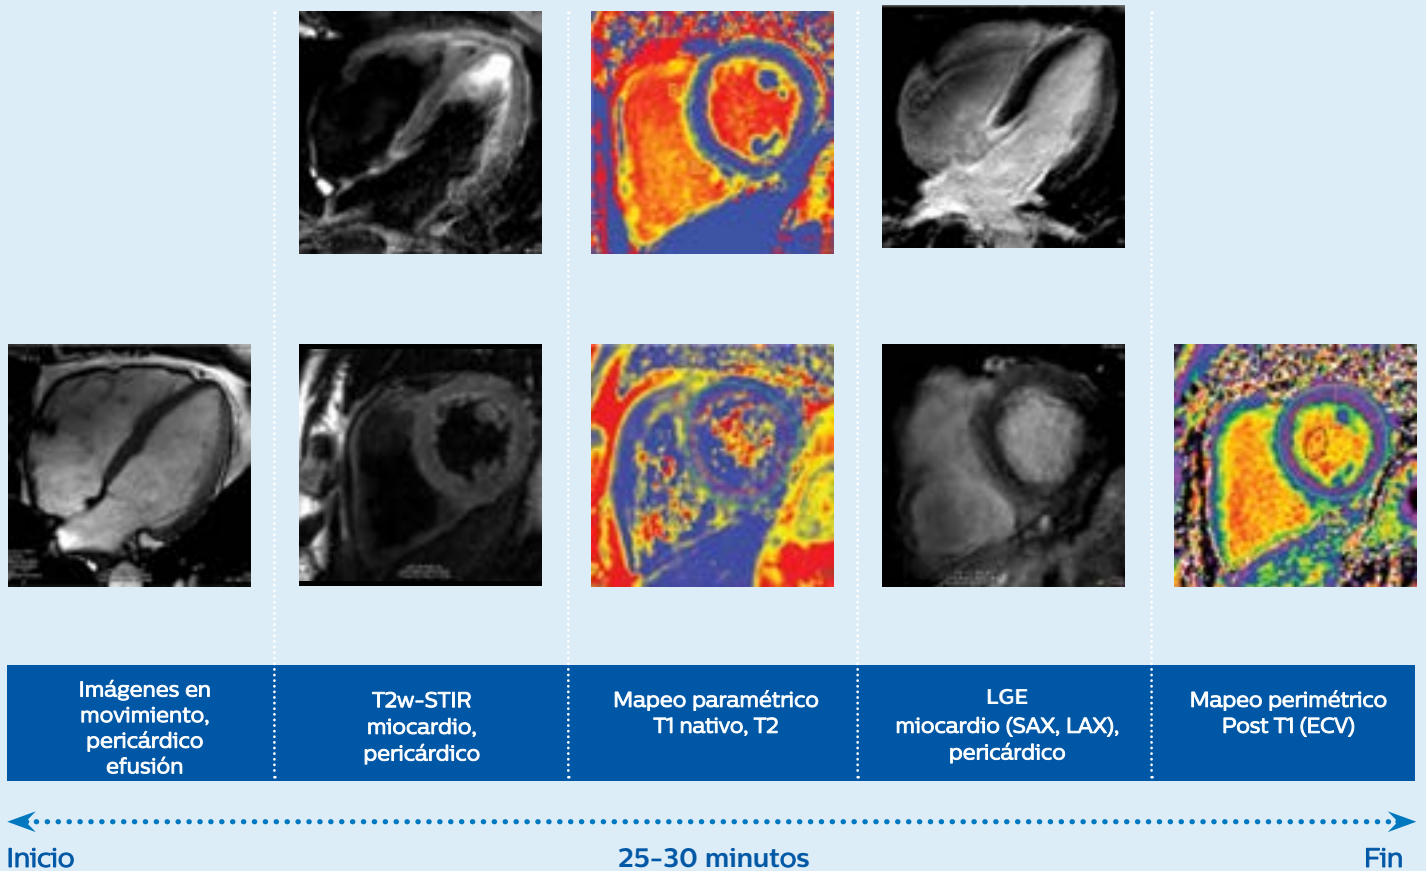 Imágenes en
movimiento,
pericárdico
efusión
T2w-STIR
miocardio,
pericárdico
Mapeo paramétrico
T1 nativo, T2
LGE
miocardio (SAX, LAX),
pericárdico
Mapeo perimétrico
Post T1 (ECV)
Inicio
25-30 minutos
Fin